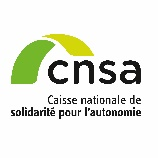 cnsa
Caisse nationale de
solidarité pour l'autonomie